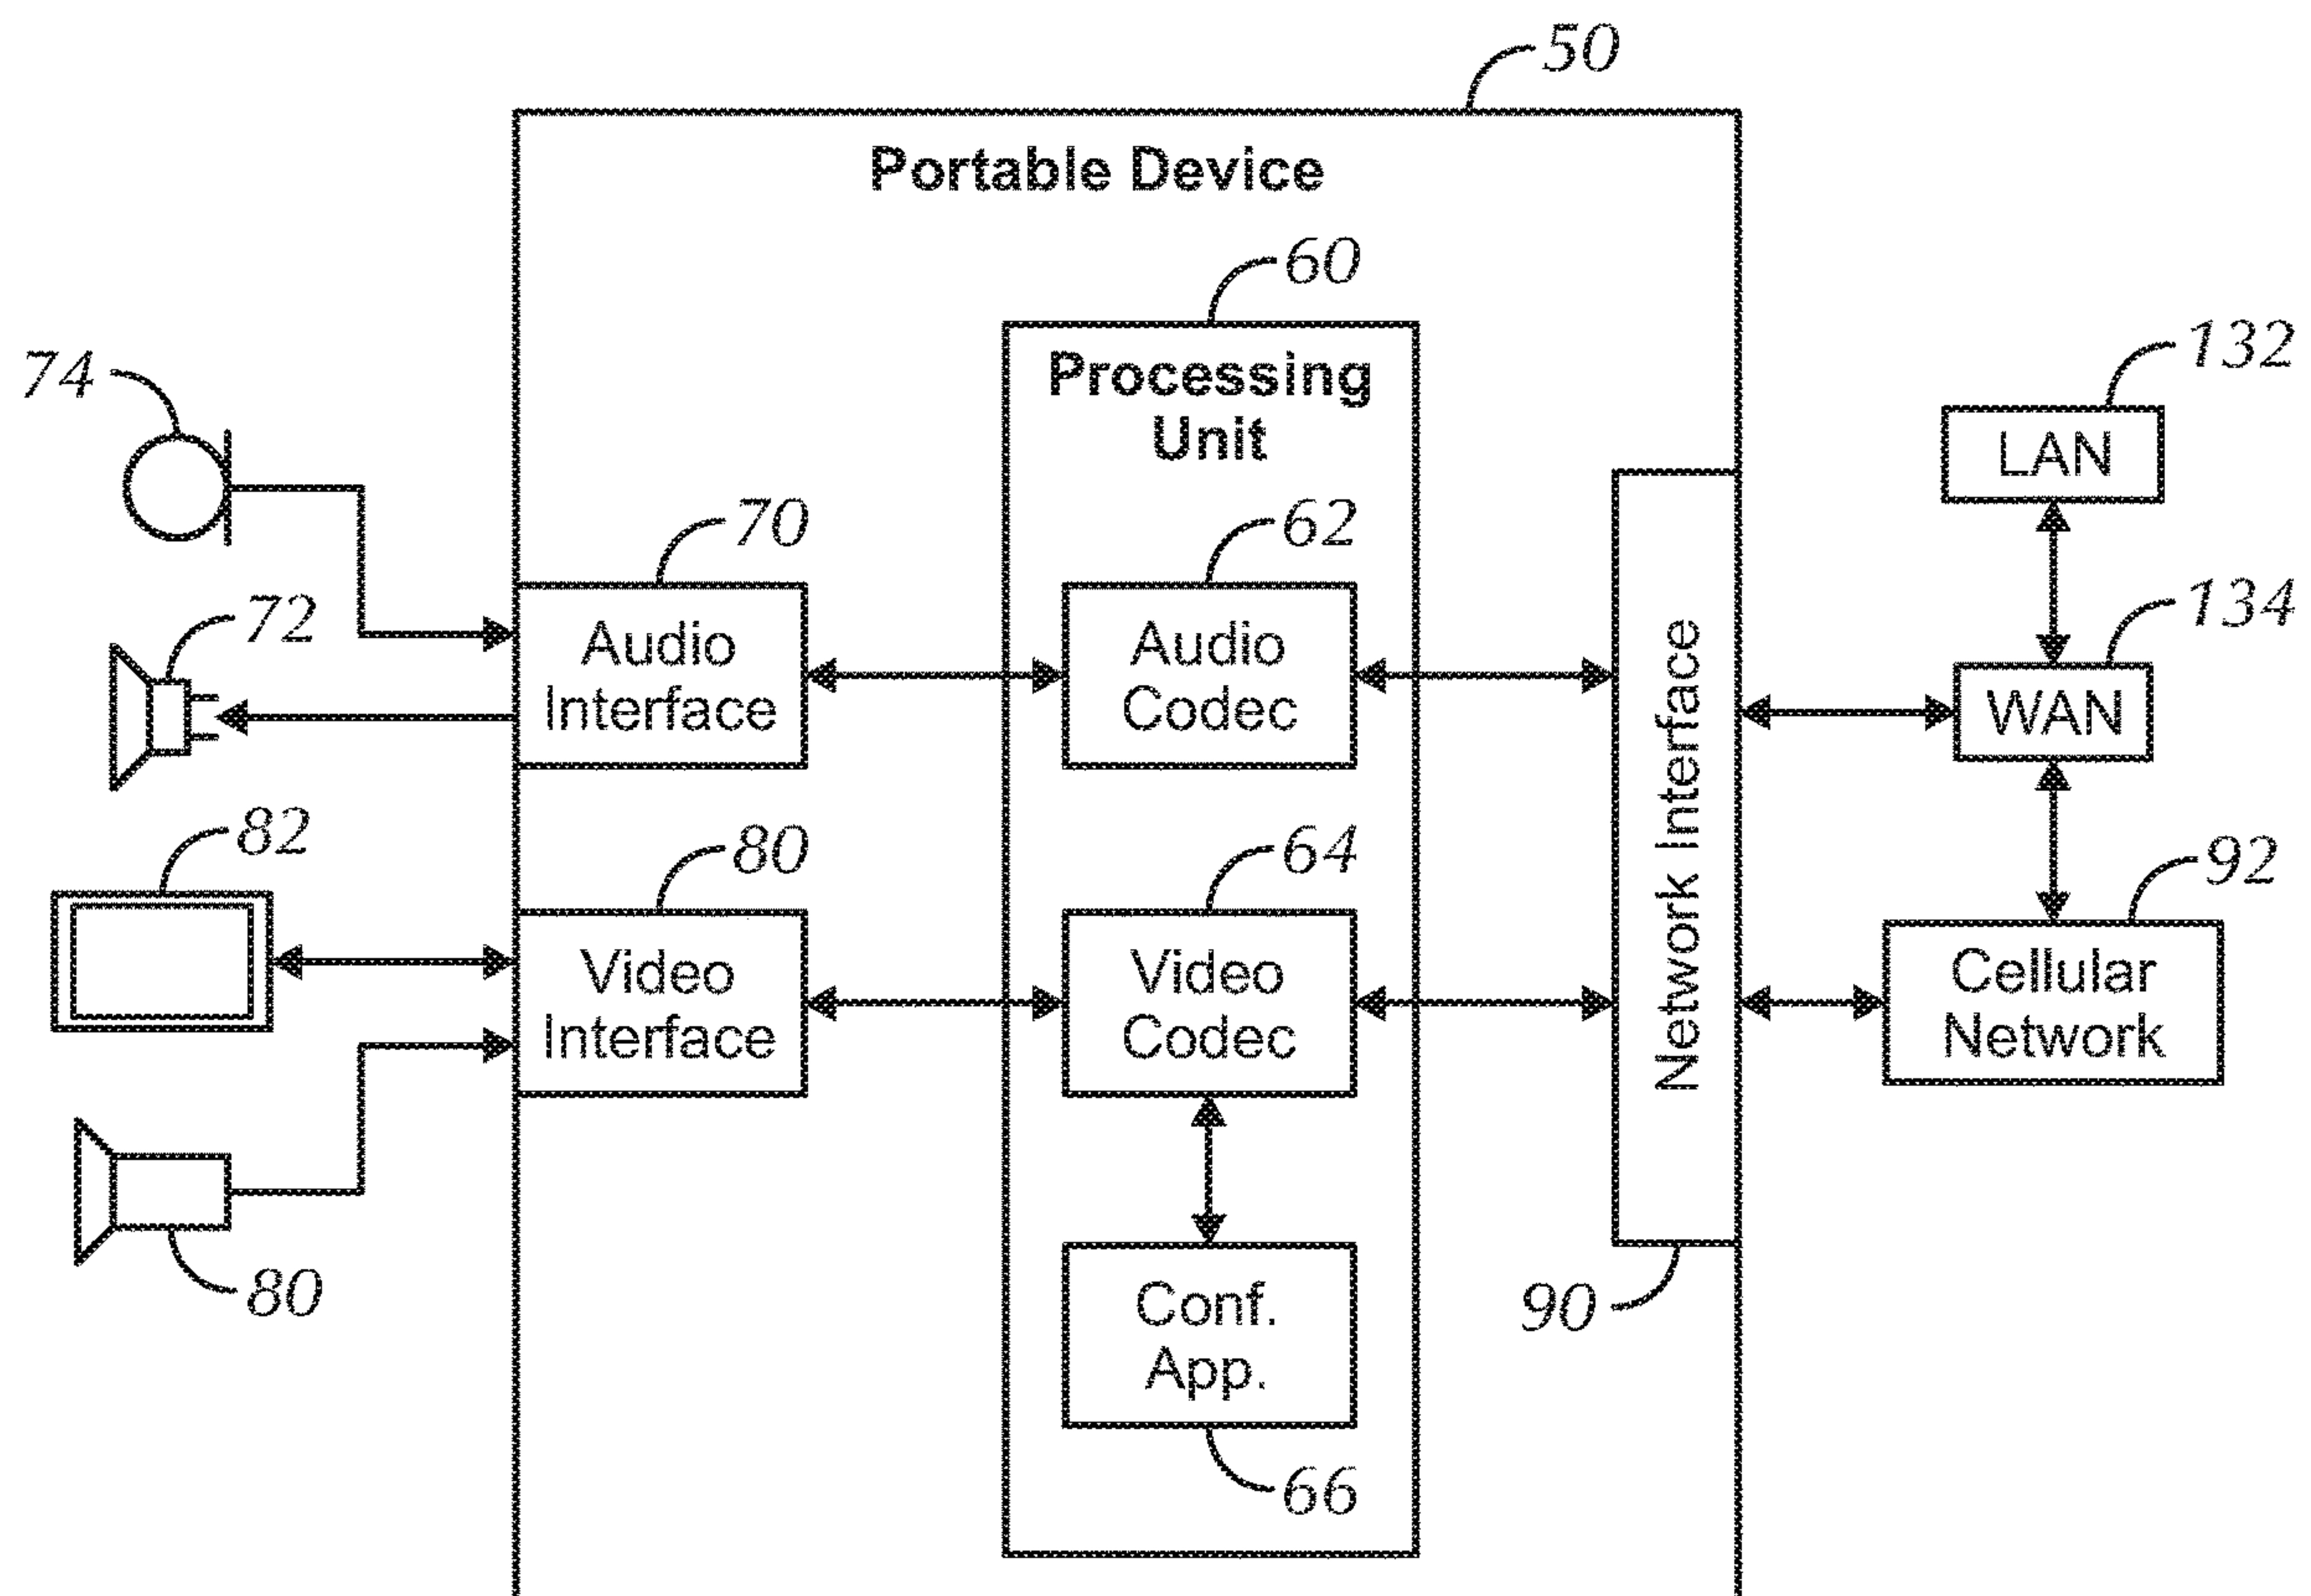 50
Portable Device
60
Processing
Unit
132
LAN
74
70
62
134
72
Audio
Interface
Audio
Codec
Network Interface
WAN
82
80
64
92
Video
Interface
Video
Codec
Cellular
Network
80
Conf.
App.
90
66